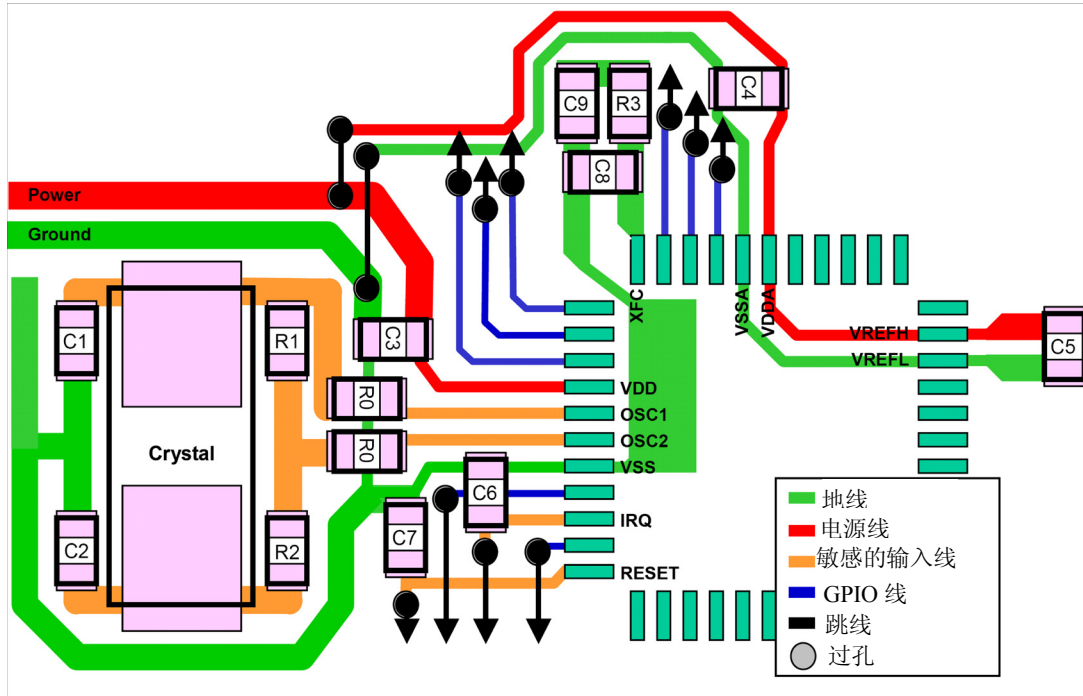 Power
Ground
C9
R3
C8
C4
XFC
VSSA
VDDA
VREFH
VREFL
C5
C1
R1
C3
R0
R0
VDD
OSC1
OSC2
VSS
Crystal
C2
R2
C6
C7
IRQ
RESET
地线
电源线
敏感的输入线
GPIO 线
跳线
过孔